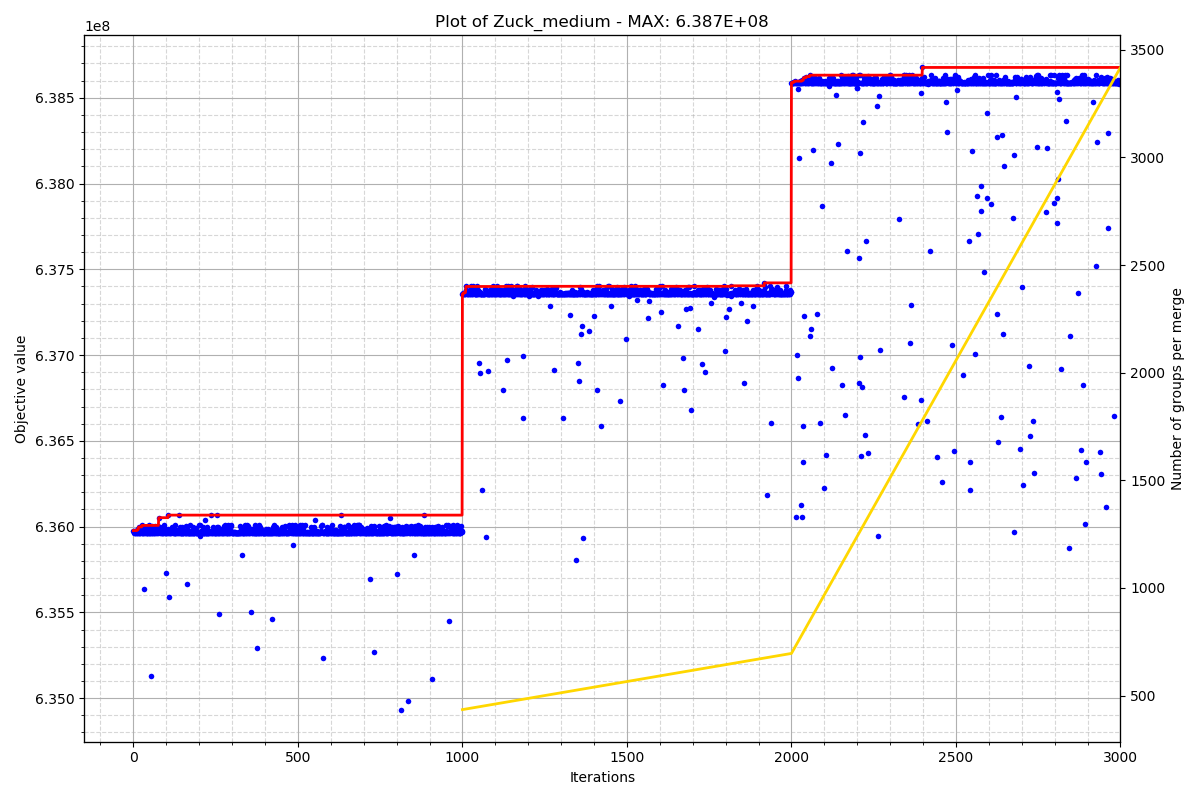 Plot of Zuck_medium - MAX: 6.387E+08
1e8
6.385
6.380
6.375
6.370
6.365
6.360
6.355
6.350
Objective value
3500
3000
2500
2000
1500
1000
500
Number of groups per merge
0 500 1000 1500 2000 2500 3000
Iterations